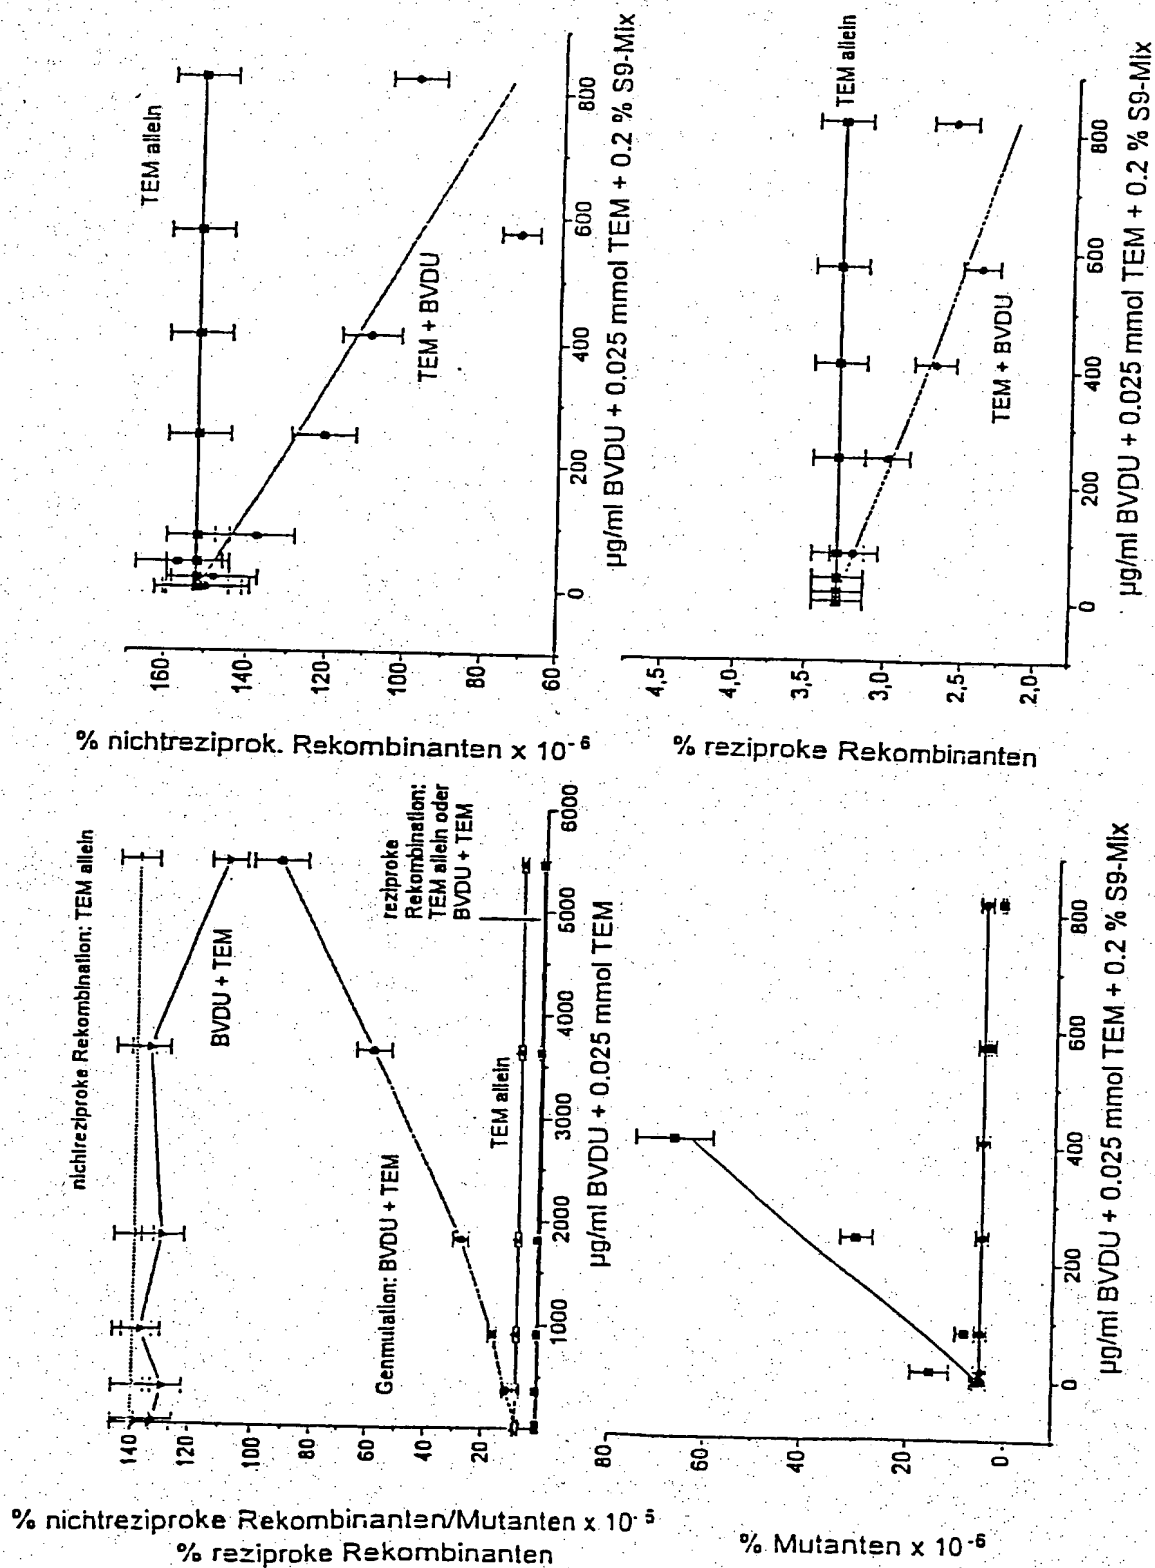 160-
140-
120-
100-
80-
60
% nichtreziprok. Rekombinanten x 10⁻⁶
TEM allein
TEM + BVDU
0
200
400
600
800
µg/ml BVDU + 0.025 mmol TEM + 0.2 % S9-Mix
4,5-
4,0-
3,5-
3,0-
2,5-
2,0-
% reziproke Rekombinanten
TEM allein
TEM + BVDU
0
200
400
600
800
µg/ml BVDU + 0.025 mmol TEM + 0.2 % S9-Mix
140
120
100
80
60
40
20
% nichtreziproke Rekombinanten/Mutanten x 10⁻⁵
% reziproke Rekombinanten
nichtreziproke Rekombination: TEM allein
BVDU + TEM
Genmutation: BVDU + TEM
TEM allein
reziproke
Rekombination:
TEM allein oder
BVDU + TEM
1000
2000
3000
4000
5000
6000
µg/ml BVDU + 0.025 mmol TEM
80
60-
40
20
0
% Mutanten x 10⁻⁶
0
200
400
600
800
µg/ml BVDU + 0.025 mmol TEM + 0.2 % S9-Mix